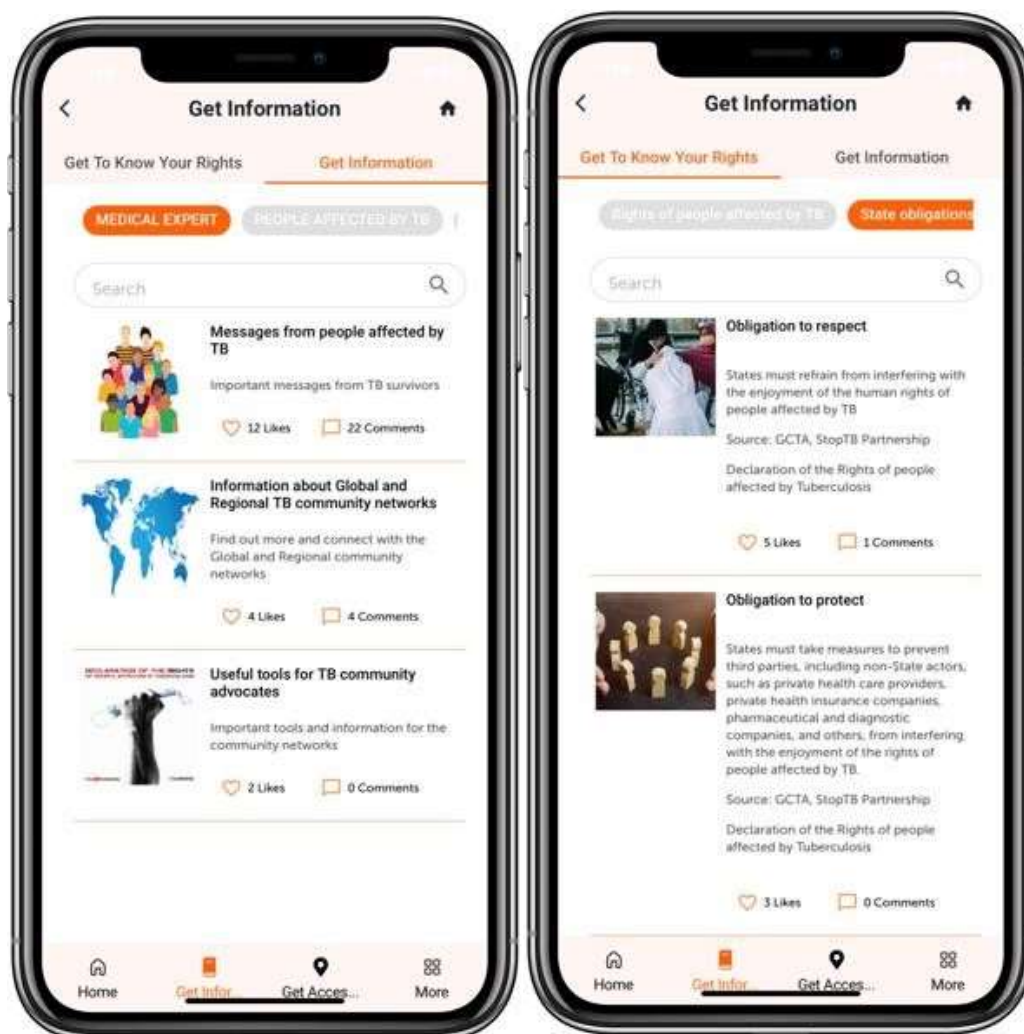 Get Information
Get To Know Your Rights
Get Information
MEDICAL EXPERT
PEOPLE AFFECTED BY TB
Search
Messages from people affected by
TB
Important messages from TB survivors
12 Likes
22 Comments
Information about Global and
Regional TB community networks
Find out more and connect with the
Global and Regional community
networks
4 Likes
4 Comments
DECLARATION OF THE RIGHTS
OF PEOPLE AFFECTED BY TUBERCULOSIS
Useful tools for TB community
advocates
Important tools and information for the
community networks
2 Likes
0 Comments
Home
Get Infor...
Get Acces...
More
Get Information
Get To Know Your Rights
Get Information
Rights of people affected by TB
State obligations
Search
Obligation to respect
States must refrain from interfering with
the enjoyment of the human rights of
people affected by TB
Source: GCTA, StopTB Partnership
Declaration of the Rights of people
affected by Tuberculosis
5 Likes
1 Comments
Obligation to protect
States must take measures to prevent
third parties, including non-State actors,
such as private health care providers,
private health insurance companies,
pharmaceutical and diagnostic
companies, and others, from interfering
with the enjoyment of the rights of
people affected by TB.
Source: GCTA, StopTB Partnership
Declaration of the Rights of people
affected by Tuberculosis
3 Likes
0 Comments
Home
Get Infor...
Get Acces...
More